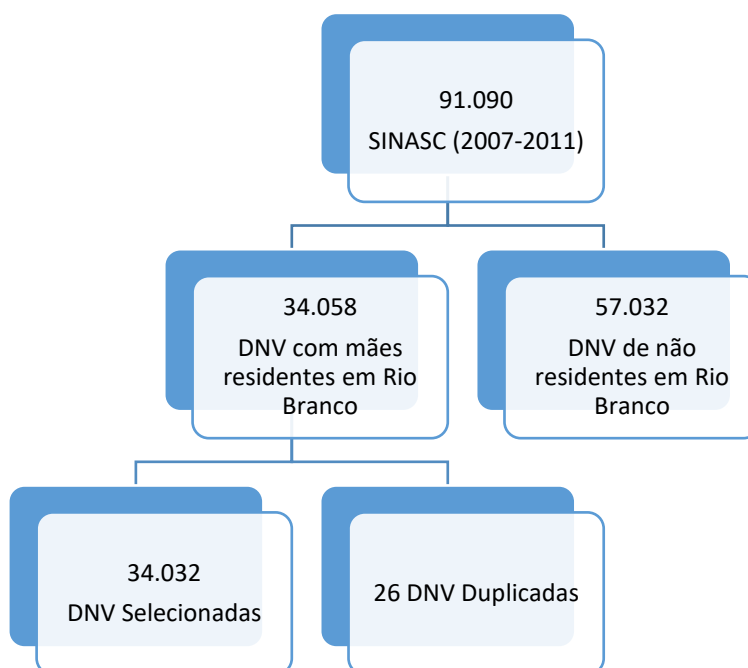 91.090
SINASC (2007-2011)
34.058
DNV com mães
residentes em Rio
Branco
57.032
DNV de não
residentes em Rio
Branco
34.032
DNV Selecionadas
26 DNV Duplicadas